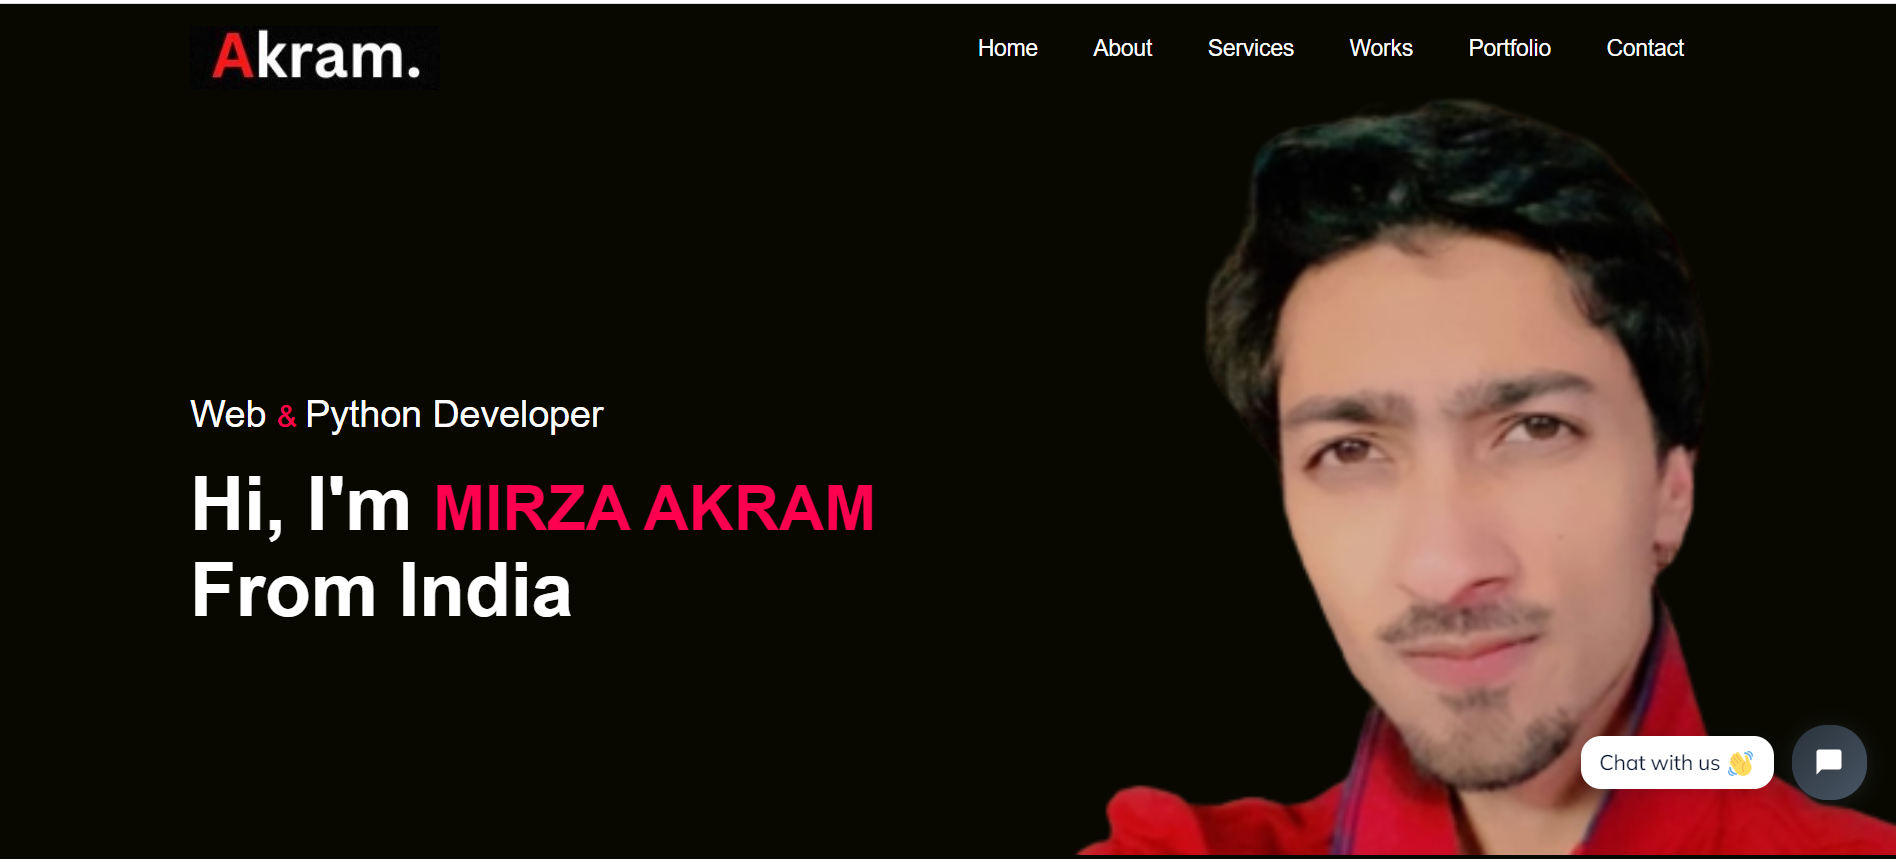 Akram.
Home About Services Works Portfolio Contact
Web & Python Developer
Hi, I'm MIRZA AKRAM
From India
Chat with us 👋